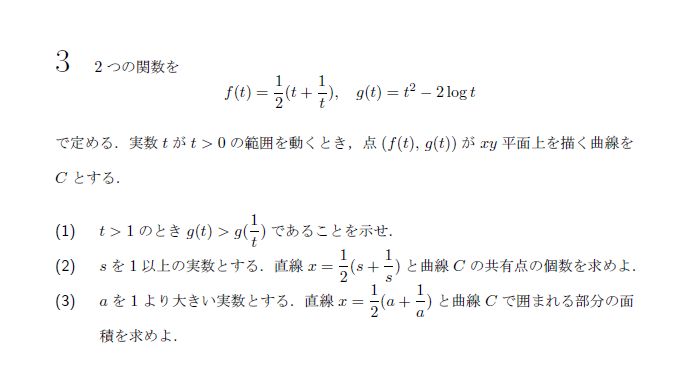 3 2つの関数を
f(t) = \frac{1}{2}(t + \frac{1}{t}), g(t) = t^2 − 2 log t
で定める．実数 t が t > 0 の範囲を動くとき，点 (f(t), g(t)) が xy 平面上を描く曲線を
C とする．
(1) t > 1 のとき g(t) > g(\frac{1}{t}) であることを示せ．
(2) s を 1 以上の実数とする．直線 x = \frac{1}{2}(s + \frac{1}{s}) と曲線 C の共有点の個数を求めよ．
(3) a を 1 より大きい実数とする．直線 x = \frac{1}{2}(a + \frac{1}{a}) と曲線 C で囲まれる部分の面
積を求めよ．